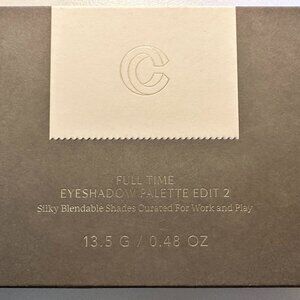 FULL TIME
EYESHADOW PALETTE EDIT 2
Silky Blendable Shades Curated For Work and Play
13.5 G / 0.48 OZ